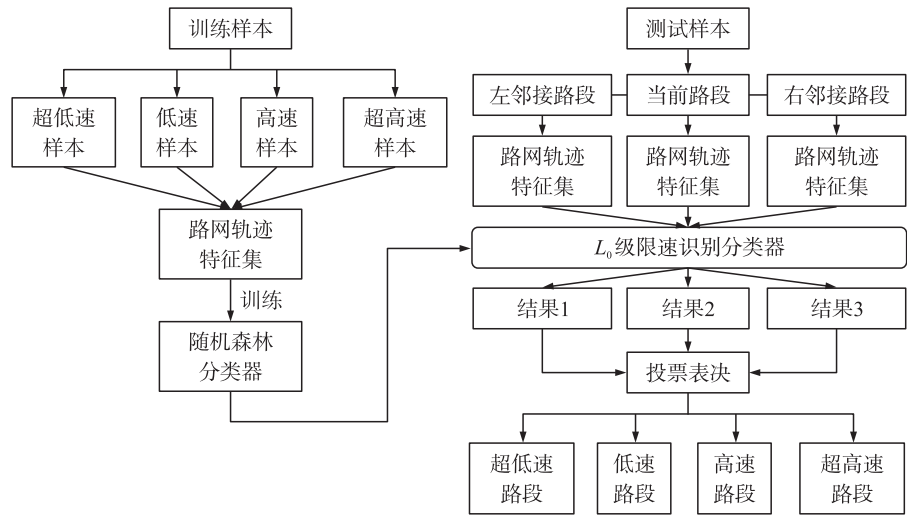 训练样本
超低速
样本
低速
样本
高速
样本
超高速
样本
路网轨迹
特征集
训练
随机森林
分类器
测试样本
左邻接路段
当前路段
右邻接路段
路网轨迹
特征集
路网轨迹
特征集
路网轨迹
特征集
L₀级限速识别分类器
结果1
结果2
结果3
投票表决
超低速
路段
低速
路段
高速
路段
超高速
路段